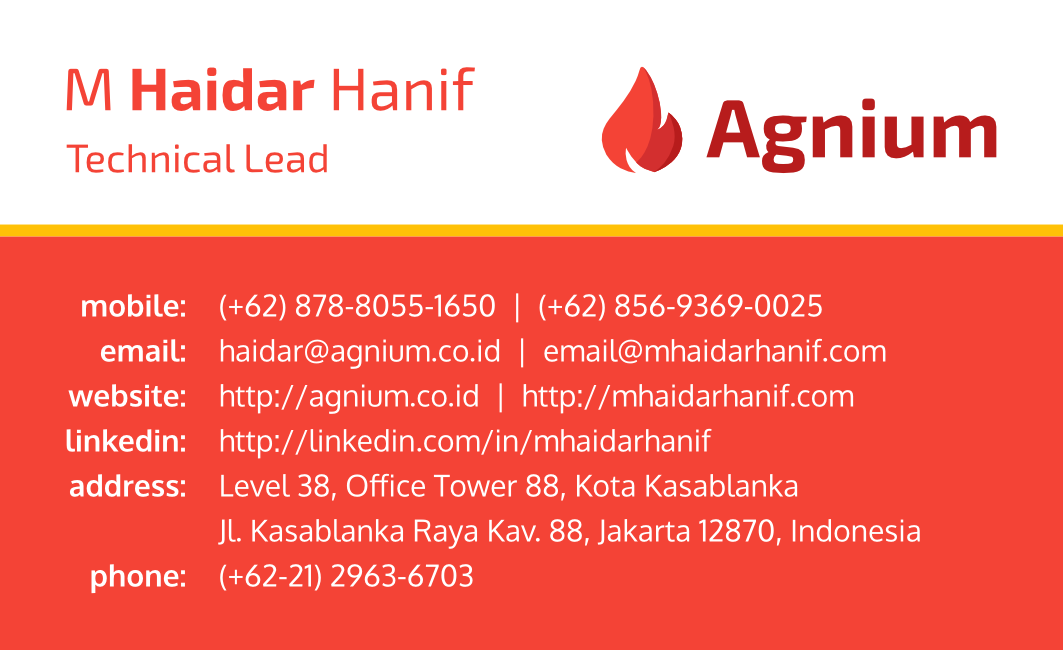 M Haidar Hanif
Technical Lead
Agnium
mobile: (+62) 878-8055-1650 | (+62) 856-9369-0025
email: haidar@agnium.co.id | email@mhaidarhanif.com
website: http://agnium.co.id | http://mhaidarhanif.com
linkedin: http://linkedin.com/in/mhaidarhanif
address: Level 38, Office Tower 88, Kota Kasablanka
Jl. Kasablanka Raya Kav. 88, Jakarta 12870, Indonesia
phone: (+62-21) 2963-6703